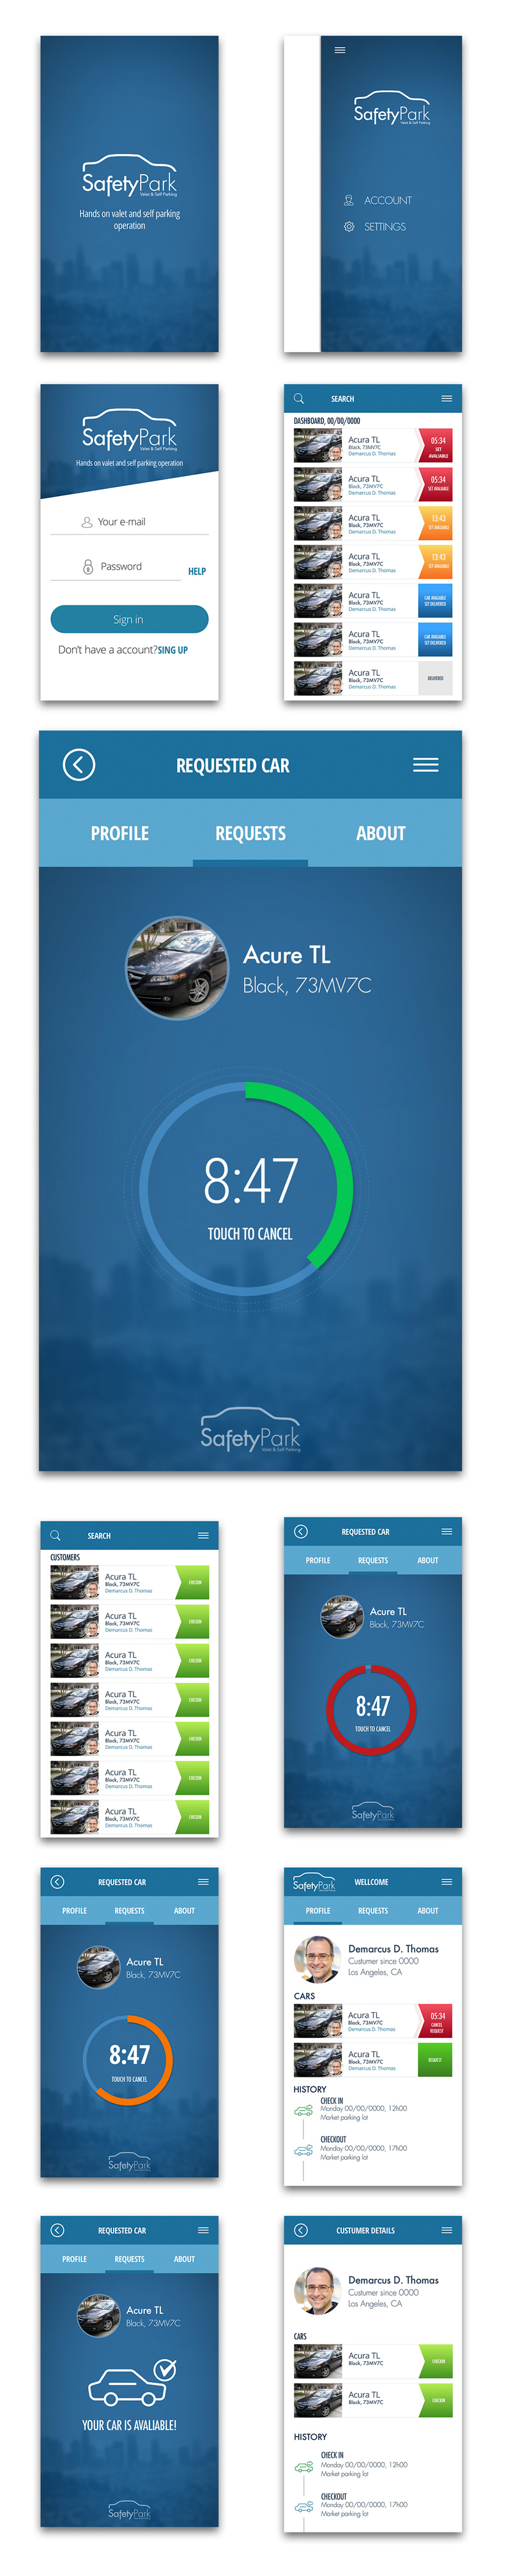 SafetyPark
Valet & Self Parking
Hands on valet and self parking
operation
SafetyPark
Valet & Self Parking
ACCOUNT
SETTINGS
SafetyPark
Valet & Self Parking
Hands on valet and self parking operation
Your e-mail
Password
HELP
Sign in
Don't have a account?SING UP
SEARCH
DASHBOARD, 00/00/0000
Acura TL
Black, 73MV7C
Demarcus D. Thomas
05:34
SET
AVALIABLE
Acura TL
Black, 73MV7C
Demarcus D. Thomas
05:34
SET AVALIABLE
Acura TL
Black, 73MV7C
Demarcus D. Thomas
13:43
SET AVALIABLE
Acura TL
Black, 73MV7C
Demarcus D. Thomas
13:43
SET AVALIABLE
Acura TL
Black, 73MV7C
Demarcus D. Thomas
CAR AVALIABLE
SET DELIVERED
Acura TL
Black, 73MV7C
Demarcus D. Thomas
CAR AVALIABLE
SET DELIVERED
Acura TL
Black, 73MV7C
Demarcus D. Thomas
DELIVERED
REQUESTED CAR
PROFILE REQUESTS ABOUT
Acure TL
Black, 73MV7C
8:47
TOUCH TO CANCEL
SafetyPark
Valet & Self Parking
SEARCH
CUSTOMERS
Acura TL
Black, 73MV7C
Demarcus D. Thomas
CHECKIN
Acura TL
Black, 73MV7C
Demarcus D. Thomas
CHECKIN
Acura TL
Black, 73MV7C
Demarcus D. Thomas
CHECKIN
Acura TL
Black, 73MV7C
Demarcus D. Thomas
CHECKIN
Acura TL
Black, 73MV7C
Demarcus D. Thomas
CHECKIN
Acura TL
Black, 73MV7C
Demarcus D. Thomas
CHECKIN
Acura TL
Black, 73MV7C
Demarcus D. Thomas
CHECKIN
REQUESTED CAR
PROFILE REQUESTS ABOUT
Acure TL
Black, 73MV7C
8:47
TOUCH TO CANCEL
SafetyPark
REQUESTED CAR
PROFILE REQUESTS ABOUT
Acure TL
Black, 73MV7C
8:47
TOUCH TO CANCEL
SafetyPark
SafetyPark
WELLCOME
PROFILE REQUESTS ABOUT
Demarcus D. Thomas
Custumer since 0000
Los Angeles, CA
CARS
Acura TL
Black, 73MV7C
Demarcus D. Thomas
05:34
CANCEL
REQUEST
Acura TL
Black, 73MV7C
Demarcus D. Thomas
REQUEST
HISTORY
CHECK IN
Monday 00/00/0000, 12h00
Market parking lot
CHECKOUT
Monday 00/00/0000, 17h00
Market parking lot
REQUESTED CAR
PROFILE REQUESTS ABOUT
Acure TL
Black, 73MV7C
YOUR CAR IS AVALIABLE!
SafetyPark
CUSTUMER DETAILS
Demarcus D. Thomas
Custumer since 0000
Los Angeles, CA
CARS
Acura TL
Black, 73MV7C
CHECKIN
Acura TL
Black, 73MV7C
CHECKIN
HISTORY
CHECK IN
Monday 00/00/0000, 12h00
Market parking lot
CHECKOUT
Monday 00/00/0000, 17h00
Market parking lot